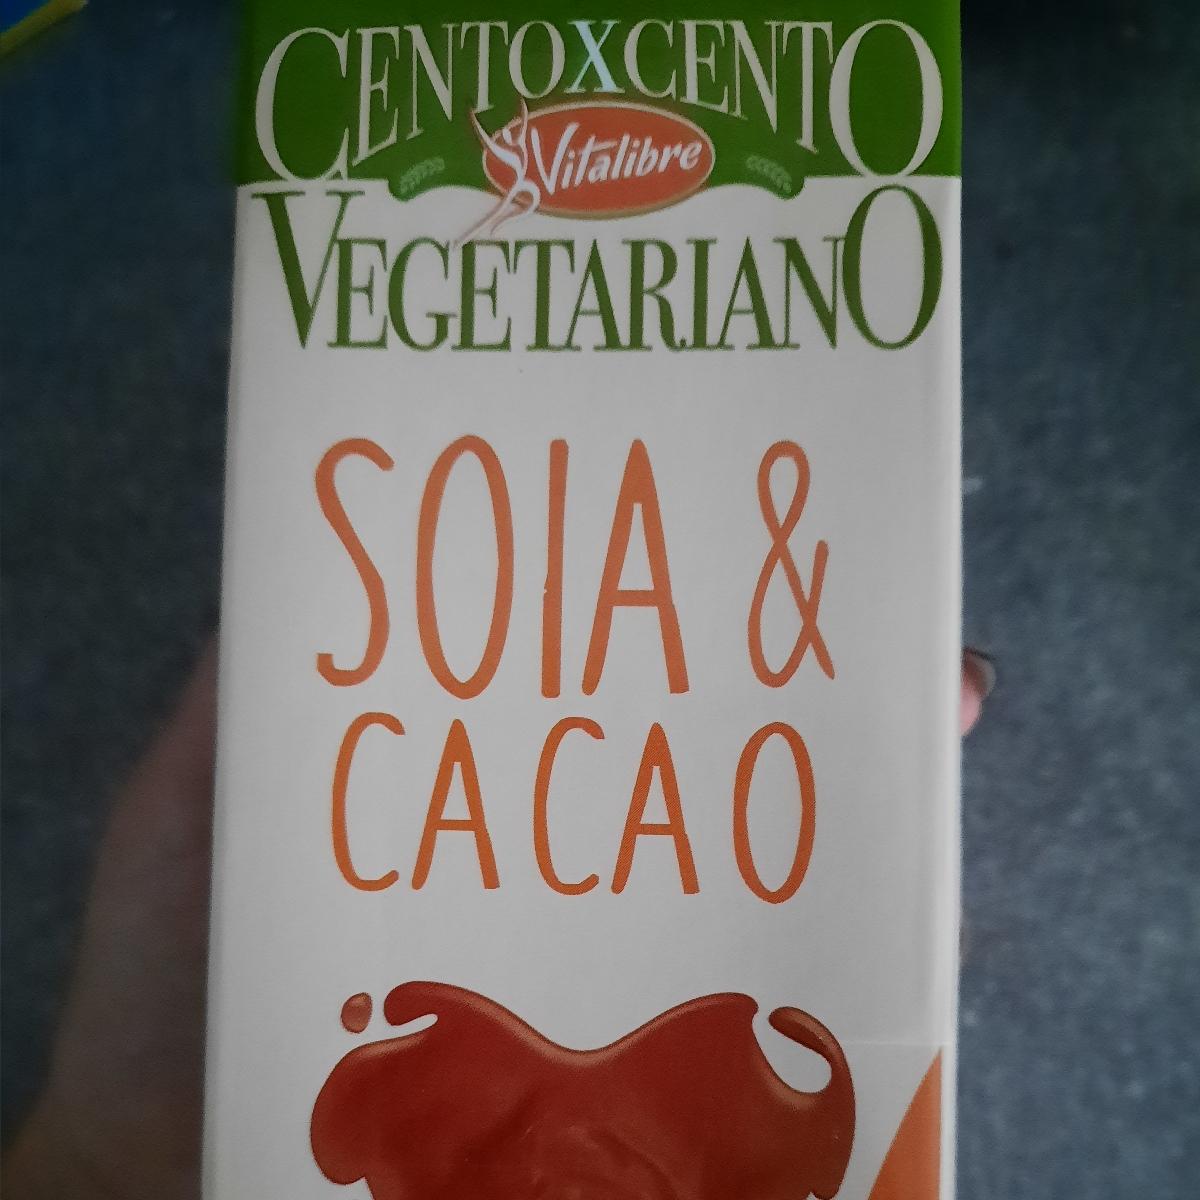 CENTOXCENTO
Vitalibre
VEGETARIANO
SOIA &
CACAO